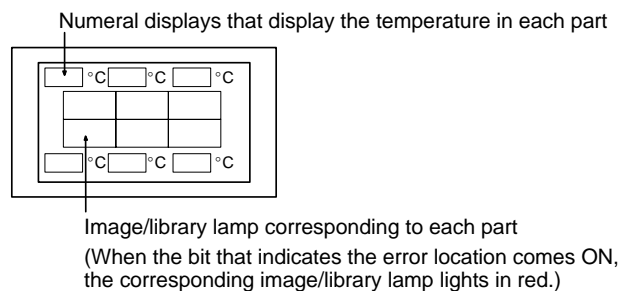 Numeral displays that display the temperature in each part
°C °C °C
°C °C °C
Image/library lamp corresponding to each part
(When the bit that indicates the error location comes ON,
the corresponding image/library lamp lights in red.)